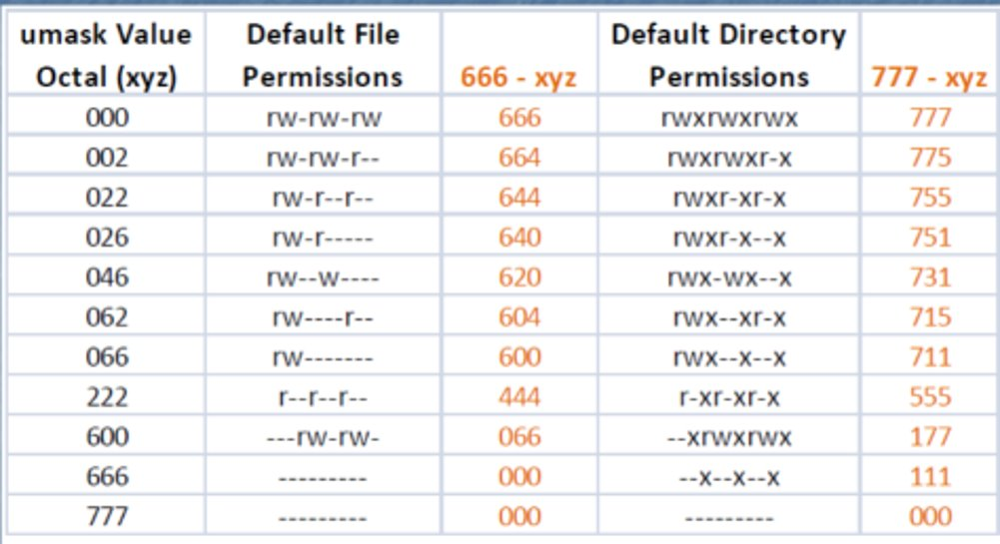 umask Value Default File Default Directory
Octal (xyz) Permissions 666 - xyz Permissions 777 - xyz
000 rw-rw-rw 666 rwxrwxrwx 777
002 rw-rw-r-- 664 rwxrwxr-x 775
022 rw-r--r-- 644 rwxr-xr-x 755
026 rw-r----- 640 rwxr-x--x 751
046 rw--w---- 620 rwx-wx--x 731
062 rw----r-- 604 rwx--xr-x 715
066 rw------- 600 rwx--x--x 711
222 r--r--r-- 444 r-xr-xr-x 555
600 ---rw-rw- 066 --xrwxrwx 177
666 --------- 000 --x--x--x 111
777 --------- 000 --------- 000